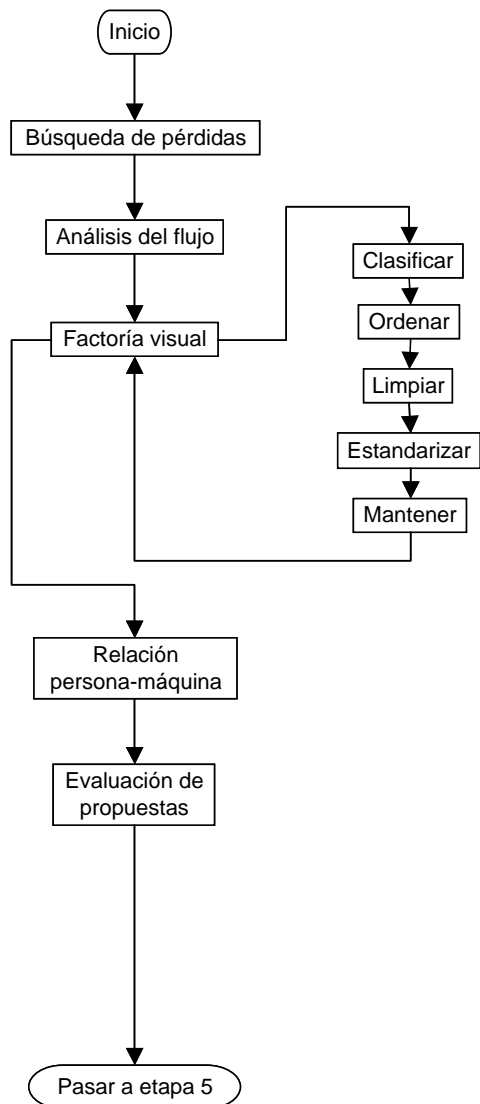 Inicio
Búsqueda de pérdidas
Análisis del flujo
Factoría visual
Clasificar
Ordenar
Limpiar
Estandarizar
Mantener
Relación
persona-máquina
Evaluación de
propuestas
Pasar a etapa 5